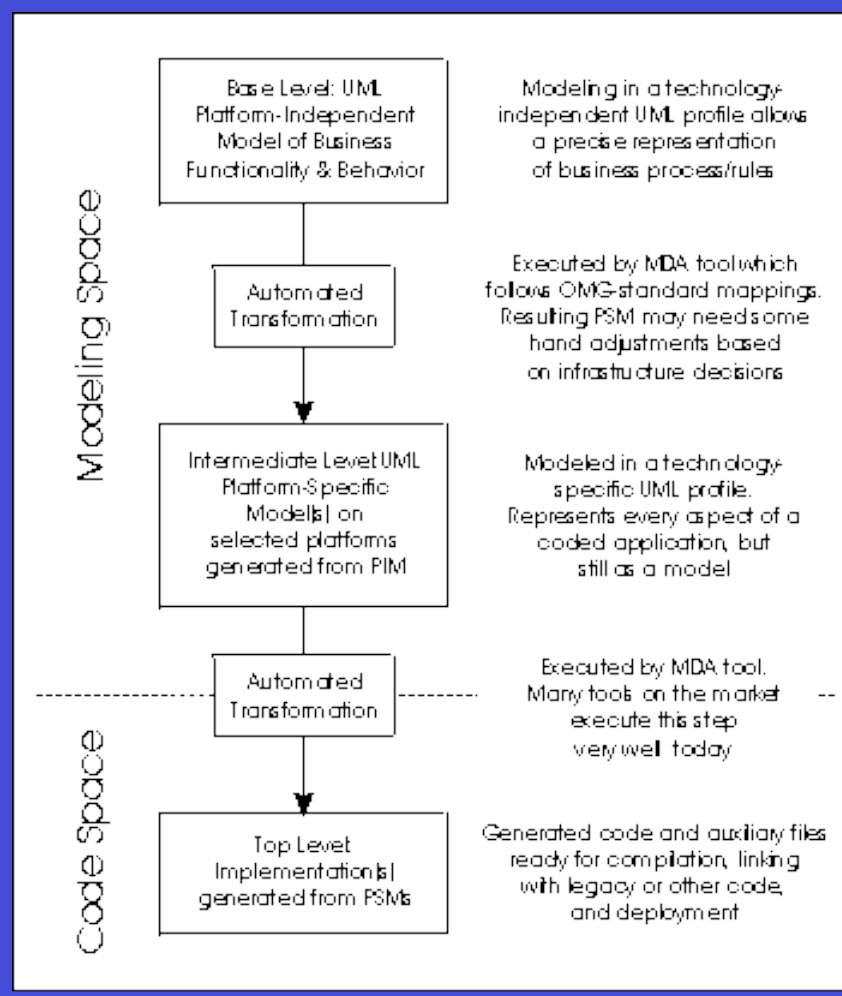 Modeling Space
Base Level: UML
Platform-Independent
Model of Business
Functionality & Behavior
Modeling in a technology-
independent UML profile allows
a precise representation
of business process/rules
Automated
Transformation
Executed by MDA tool which
follows OMG-standard mappings.
Resulting PSM may need some
hand adjustments based
on infrastructure decisions
Intermediate Level: UML
Platform-Specific
Model(s) on
selected platforms
generated from PIM
Modeled in a technology-
specific UML profile.
Represents every aspect of a
coded application, but
still as a model
Automated
Transformation
Executed by MDA tool.
Many tools on the market
execute this step
very well today
Code Space
Top Level:
Implementation(s)
generated from PSMs
Generated code and auxiliary files
ready for compilation, linking
with legacy or other code,
and deployment